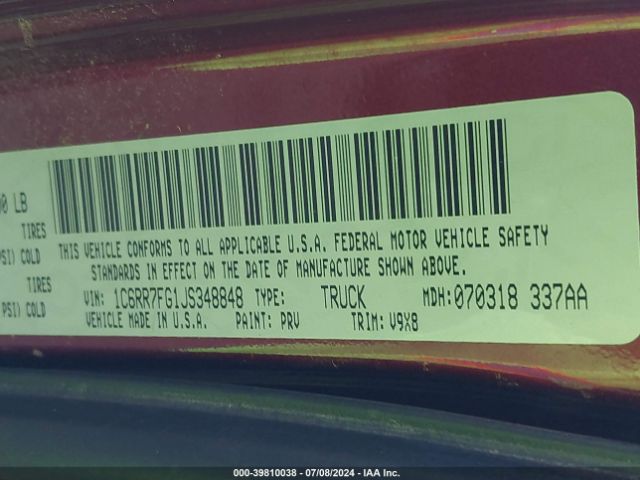 00 LB
TIRES
PSI) COLD
TIRES
PSI) COLD
THIS VEHICLE CONFORMS TO ALL APPLICABLE U.S.A. FEDERAL MOTOR VEHICLE SAFETY
STANDARDS IN EFFECT ON THE DATE OF MANUFACTURE SHOWN ABOVE.
VIN: 1C6RR7FG1JS348848 TYPE: TRUCK MDH:070318 337AA
VEHICLE MADE IN U.S.A. PAINT: PRV TRIM: V9X8
000-39810038 - 07/08/2024 - IAA Inc.